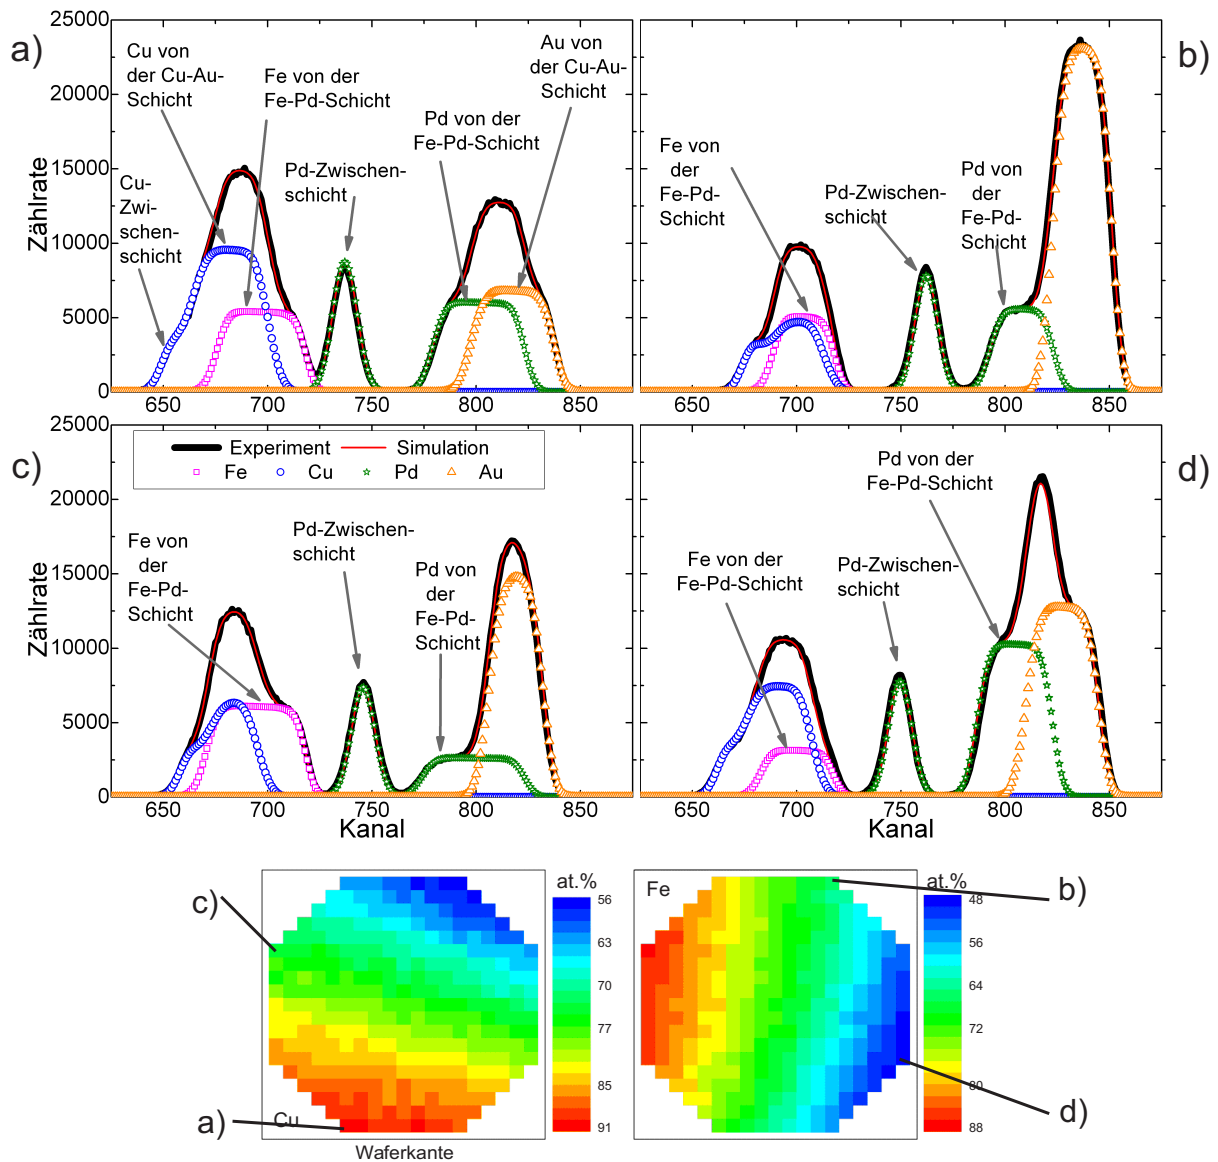 a)
25000
20000
15000
10000
5000
0
Zählrate
Cu von
der Cu-Au-
Schicht
Fe von der
Fe-Pd-Schicht
Cu-
Zwi-
schen-
schicht
Pd-Zwischen-
schicht
Pd von der
Fe-Pd-Schicht
Au von
der Cu-Au-
Schicht
650 700 750 800 850
b)
Fe von
der
Fe-Pd-
Schicht
Pd-Zwischen-
schicht
Pd von
der
Fe-Pd-
Schicht
650 700 750 800 850
c)
25000
20000
15000
10000
5000
0
Zählrate
Experiment Simulation
Fe Cu Pd Au
Fe von
der
Fe-Pd-
Schicht
Pd-Zwischen-
schicht
Pd von
der
Fe-Pd-
Schicht
650 700 750 800 850
Kanal
d)
Pd von der
Fe-Pd-Schicht
Fe von der
Fe-Pd-Schicht
Pd-Zwischen-
schicht
650 700 750 800 850
Kanal
c)
a)
Cu
Waferkante
at.%
56
63
70
77
85
91
Fe
at.%
48
56
64
72
80
88
b)
d)